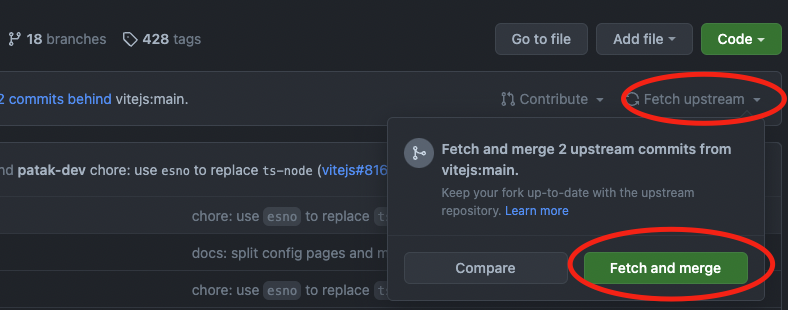 18 branches 428 tags Go to file Add file Code
2 commits behind vitejs:main. Contribute Fetch upstream
Fetch and merge 2 upstream commits from
vitejs:main.
patak-dev chore: use esno to replace ts-node (vitejs#816
Keep your fork up-to-date with the upstream
repository. Learn more
chore: use esno to replace
docs: split config pages and
Compare Fetch and merge
chore: use esno to replace